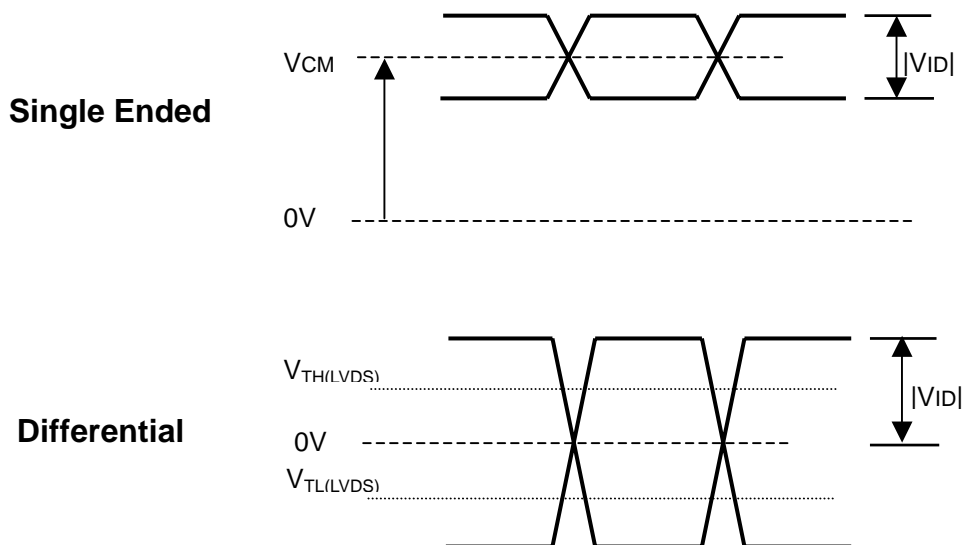 VCM
|VID|
Single Ended
0V
VTH(LVDS)
|VID|
Differential
0V
VTL(LVDS)